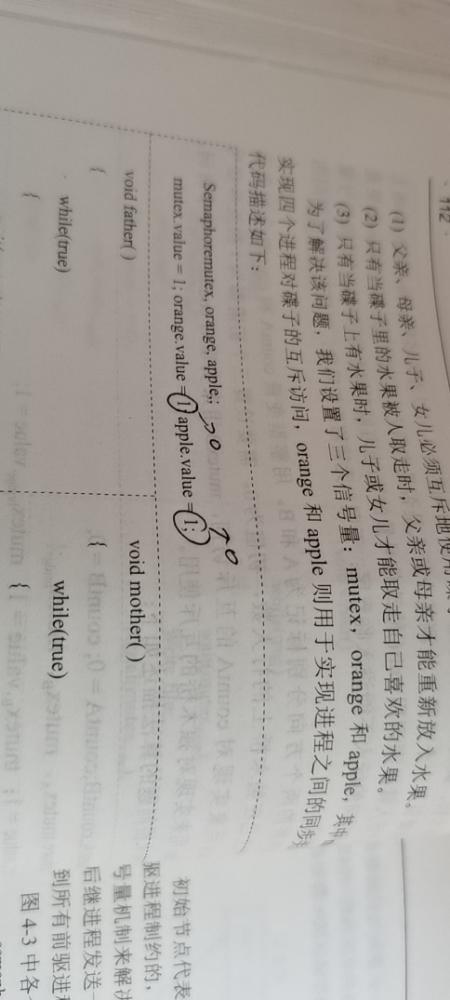 112
(1) 父亲、母亲、儿子、女儿必须互斥地使用
(2) 只有当碟子里的水果被人取走时，父亲或母亲才能重新放入水果。
(3) 只有当碟子上有水果时，儿子或女儿才能取走自己喜欢的水果。
为了解决该问题，我们设置了三个信号量：mutex，orange 和 apple，其中
实现四个进程对碟子的互斥访问，orange 和 apple 则用于实现进程之间的同步
代码描述如下：
Semaphoremutex, orange, apple,;
→0
→0
mutex.value = 1; orange.value = 1 apple.value = 1;
void father( )
{
while(true)
{
void mother( )
{
while(true)
{
初始节点代表
驱进程制约的，
号量机制来解决
后继进程发送
到所有前驱进程
图 4-3 中各